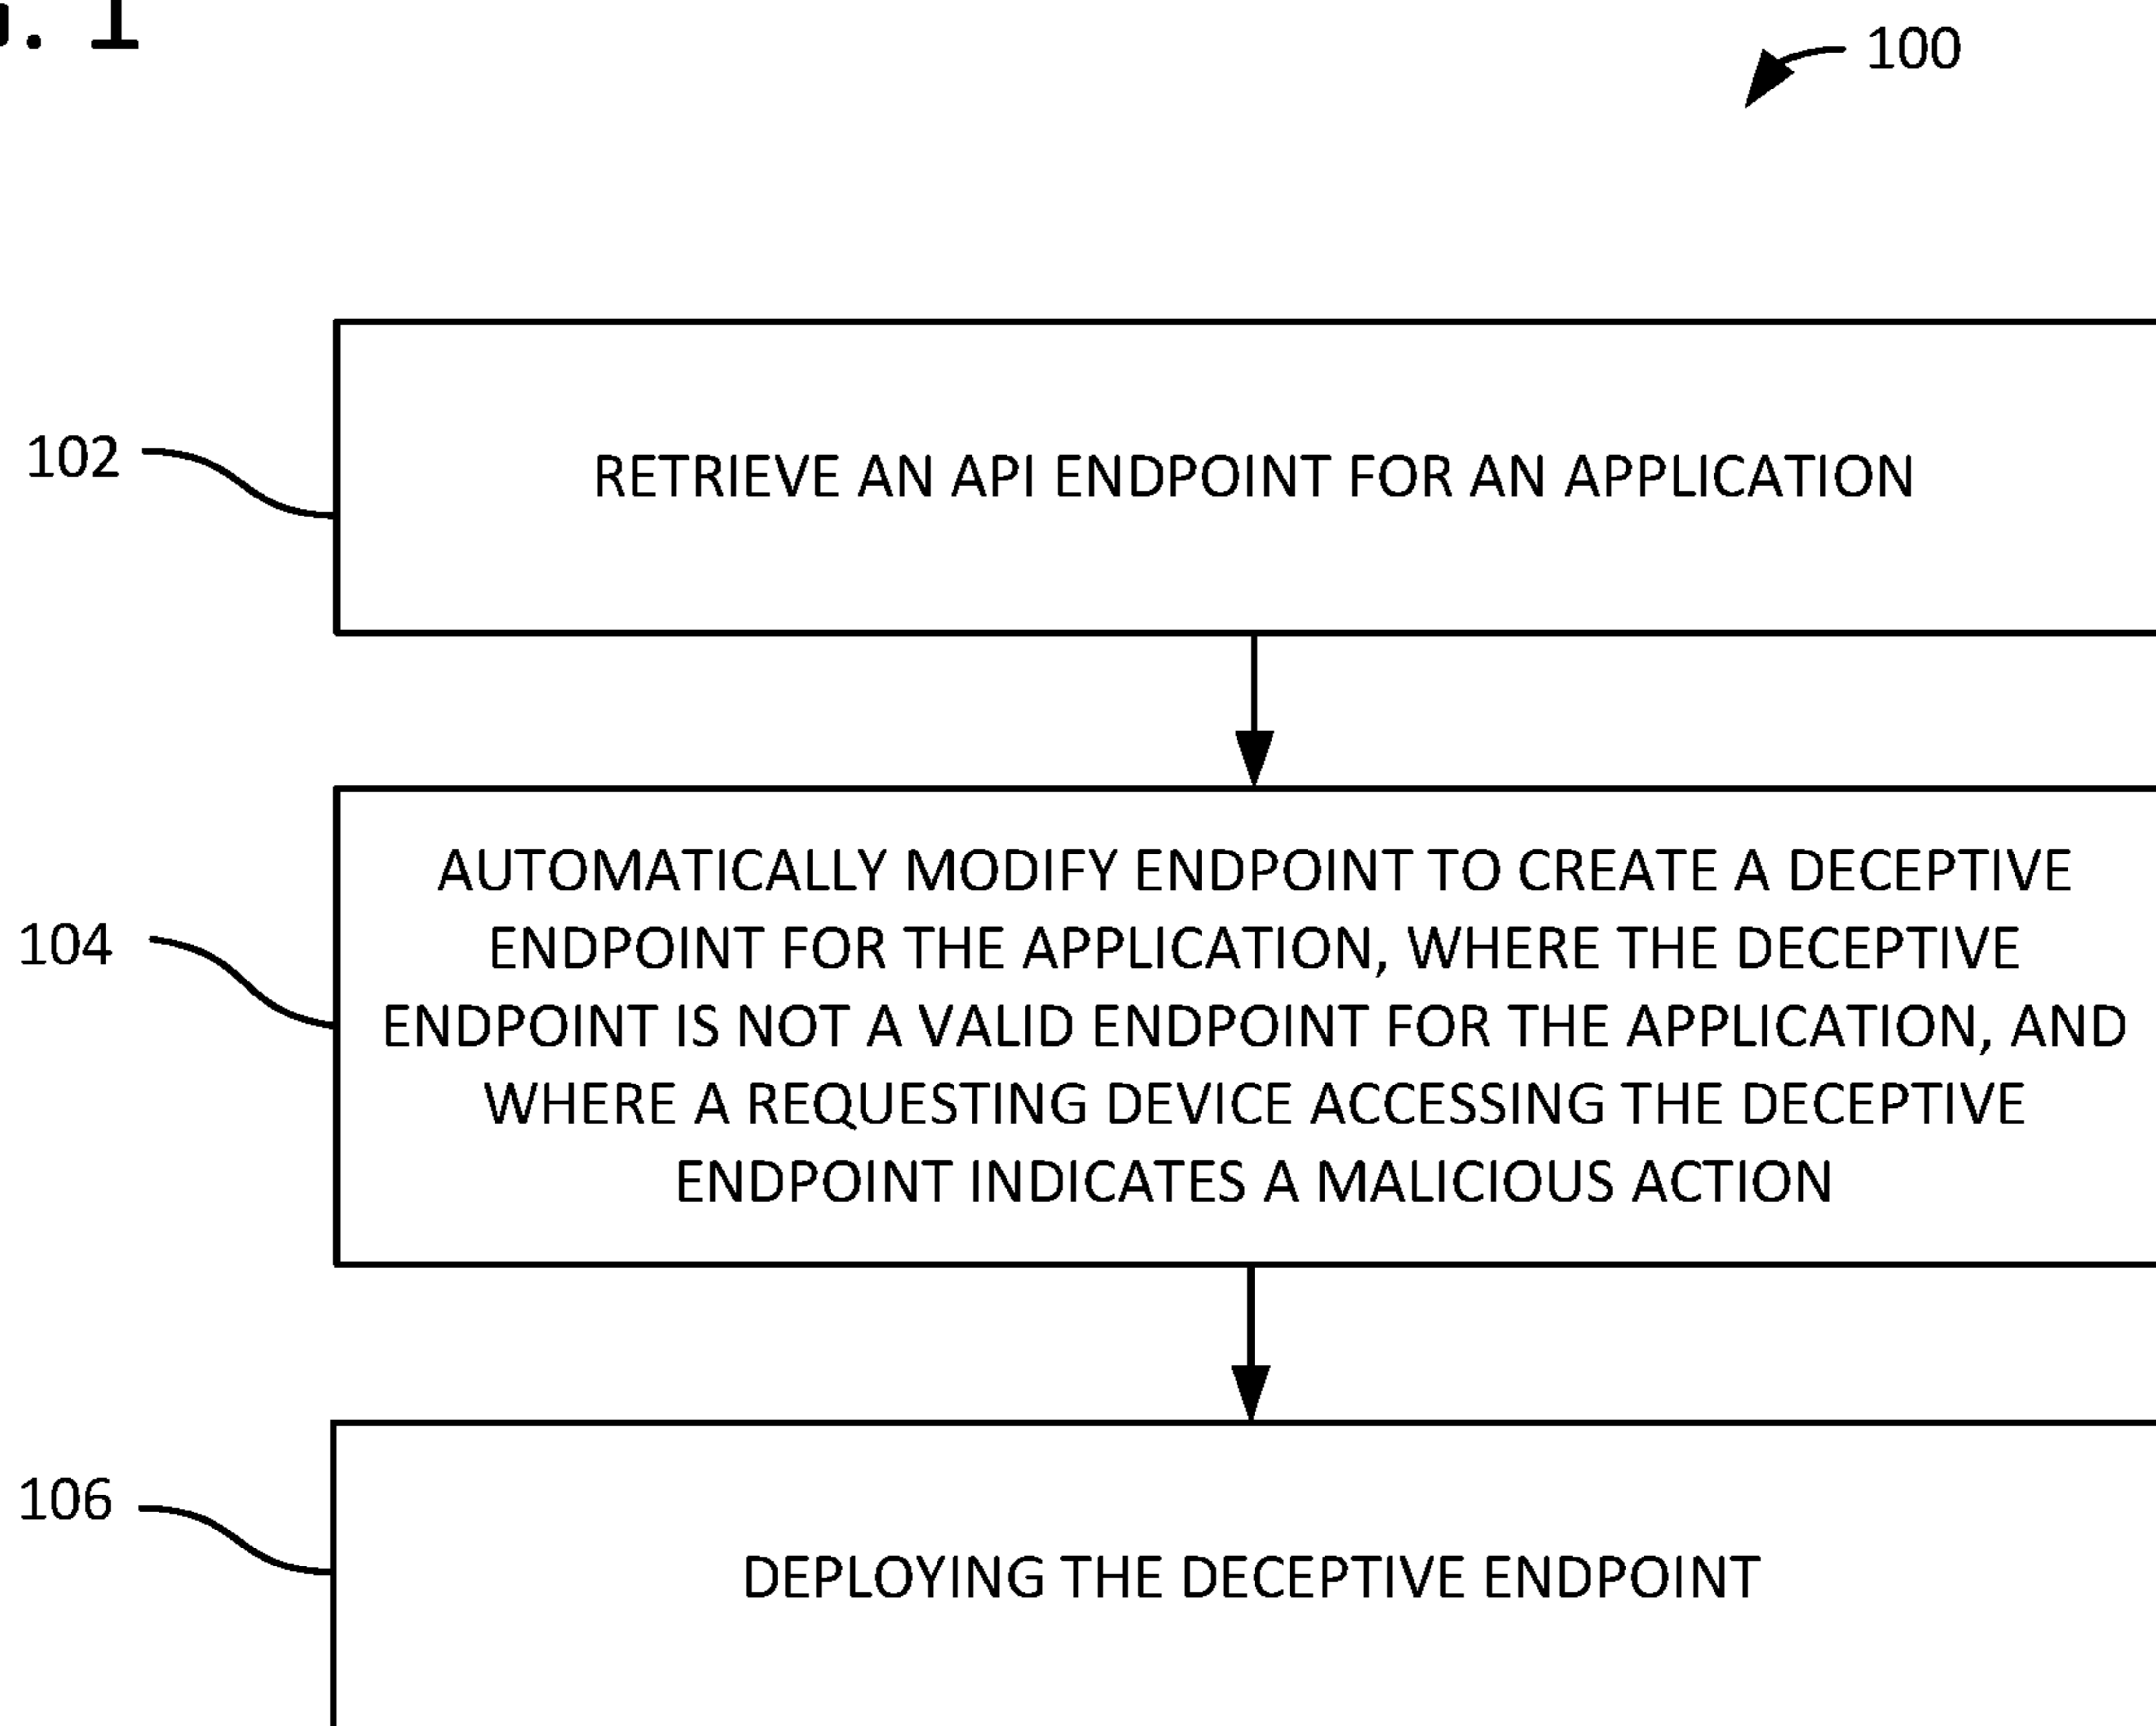 . 1
100
102
RETRIEVE AN API ENDPOINT FOR AN APPLICATION
104
AUTOMATICALLY MODIFY ENDPOINT TO CREATE A DECEPTIVE
ENDPOINT FOR THE APPLICATION, WHERE THE DECEPTIVE
ENDPOINT IS NOT A VALID ENDPOINT FOR THE APPLICATION, AND
WHERE A REQUESTING DEVICE ACCESSING THE DECEPTIVE
ENDPOINT INDICATES A MALICIOUS ACTION
106
DEPLOYING THE DECEPTIVE ENDPOINT